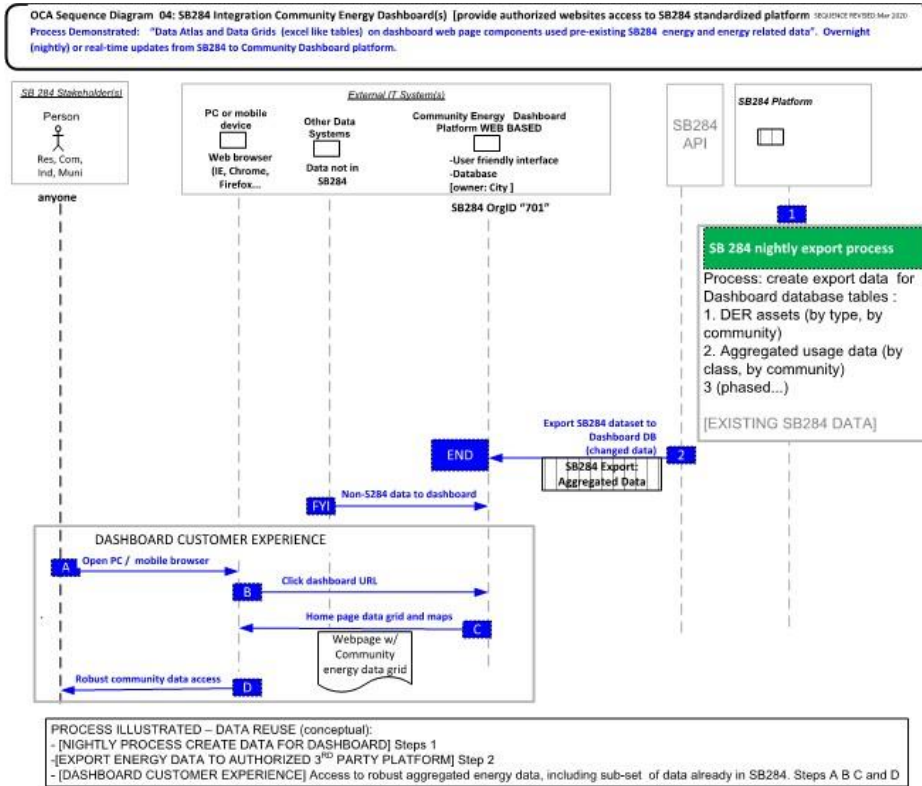 OCA Sequence Diagram 04: SB284 Integration Community Energy Dashboard(s) [provide authorized websites access to SB284 standardized platform SEQUENCE REVISED Mar 2020
Process Demonstrated: "Data Atlas and Data Grids (excel like tables) on dashboard web page components used pre-existing SB284 energy and energy related data". Overnight
(nightly) or real-time updates from SB284 to Community Dashboard platform.
SB 284 Stakeholder(s)
Person
Res, Com,
Ind, Muni
anyone
External IT System(s)
PC or mobile
device
Web browser
(IE, Chrome,
Firefox...
Other Data
Systems
Data not in
SB284
Community Energy Dashboard
Platform WEB BASED
-User friendly interface
-Database
[owner: City ]
SB284 OrgID "701"
SB284
API
SB284 Platform
1
SB 284 nightly export process
Process: create export data for
Dashboard database tables :
1. DER assets (by type, by
community)
2. Aggregated usage data (by
class, by community)
3 (phased...)
[EXISTING SB284 DATA]
Export SB284 dataset to
Dashboard DB
(changed data)
END
2
SB284 Export:
Aggregated Data
Non-S284 data to dashboard
FYI
DASHBOARD CUSTOMER EXPERIENCE
A
Open PC / mobile browser
B
Click dashboard URL
Home page data grid and maps
C
Webpage w/
Community
energy data grid
Robust community data access
D
PROCESS ILLUSTRATED – DATA REUSE (conceptual):
- [NIGHTLY PROCESS CREATE DATA FOR DASHBOARD] Steps 1
-[EXPORT ENERGY DATA TO AUTHORIZED 3RD PARTY PLATFORM] Step 2
- [DASHBOARD CUSTOMER EXPERIENCE] Access to robust aggregated energy data, including sub-set of data already in SB284. Steps A B C and D